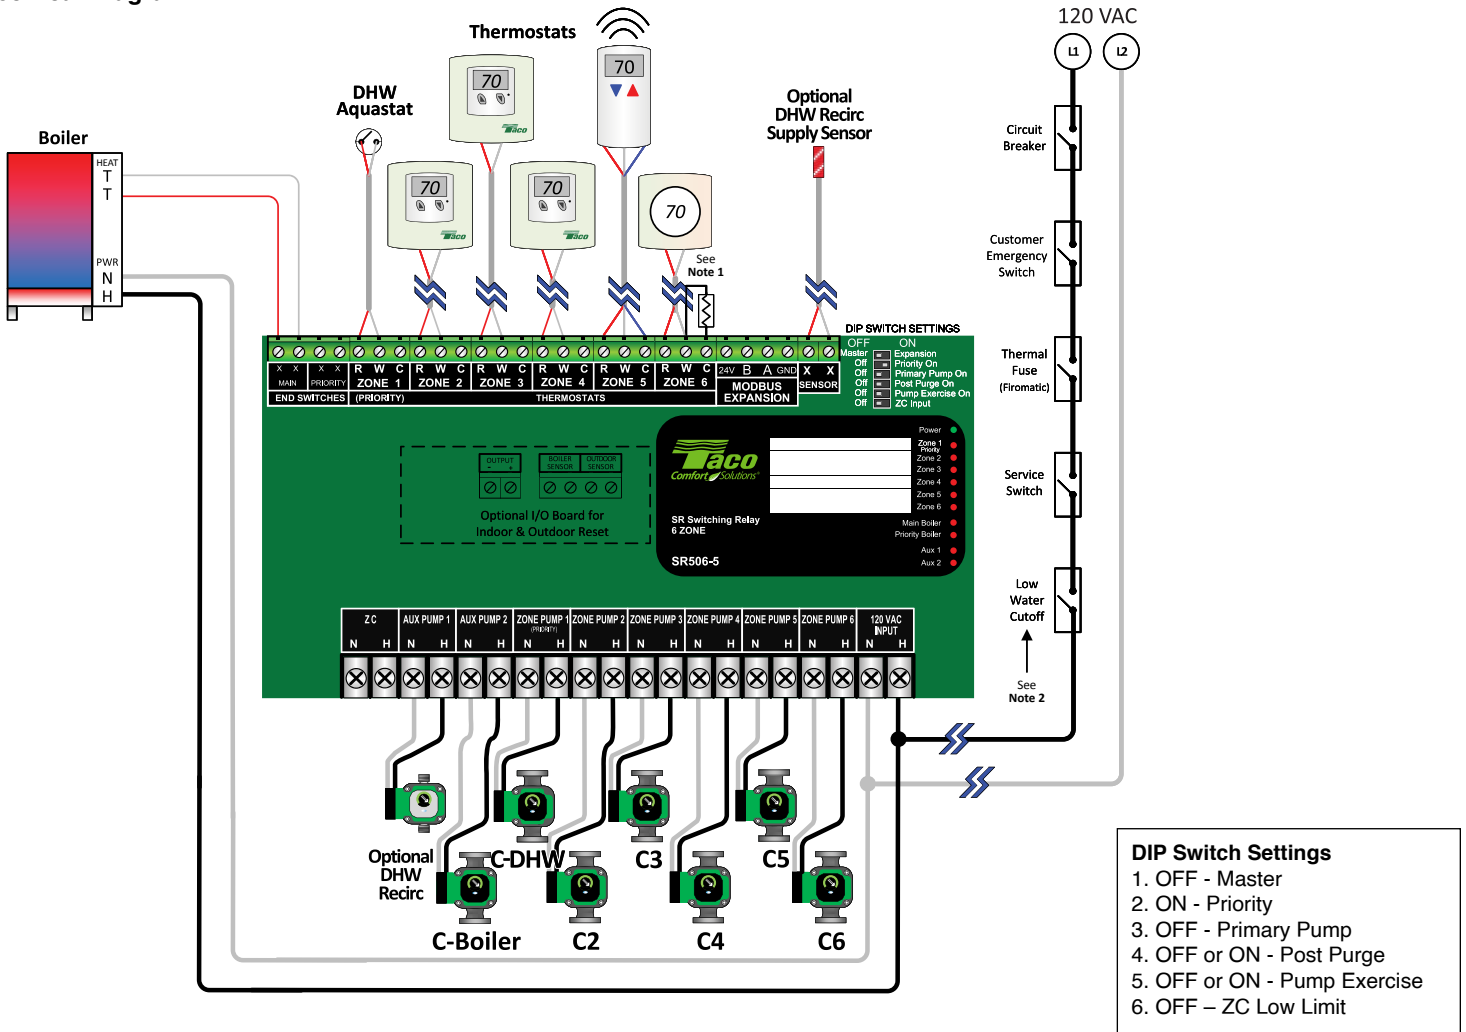 120 VAC
L1 L2
Thermostats
70
70
DHW
Aquastat
Taco
Optional
DHW Recirc
Supply Sensor
Circuit
Breaker
Boiler
HEAT
T
T
PWR
N
H
70
Taco
70
Taco
70
See
Note 1
Customer
Emergency
Switch
DIP SWITCH SETTINGS
OFF ON
Master Expansion
Off Priority On
Off Primary Pump On
Off Post Purge On
Off Pump Exercise On
Off ZC Input
Thermal
Fuse
(Firomatic)
X X X X R W C R W C R W C R W C R W C R W C 24V B A GND X X
MAIN PRIORITY ZONE 1 ZONE 2 ZONE 3 ZONE 4 ZONE 5 ZONE 6 MODBUS EXPANSION SENSOR
END SWITCHES (PRIORITY) THERMOSTATS
OUTPUT
- +
BOILER
SENSOR
OUTDOOR
SENSOR
Optional I/O Board for
Indoor & Outdoor Reset
Taco
Comfort Solutions®
SR Switching Relay
6 ZONE
SR506-5
Power
Zone 1
Priority
Zone 2
Zone 3
Zone 4
Zone 5
Zone 6
Main Boiler
Priority Boiler
Aux 1
Aux 2
Service
Switch
Low
Water
Cutoff
See
Note 2
Z C AUX PUMP 1 AUX PUMP 2 ZONE PUMP 1 ZONE PUMP 2 ZONE PUMP 3 ZONE PUMP 4 ZONE PUMP 5 ZONE PUMP 6 120 VAC
(PRIORITY) INPUT
N H N H N H N H N H N H N H N H N H N H
Optional
DHW
Recirc
C-DHW
C3
C5
C-Boiler
C2
C4
C6
DIP Switch Settings
1. OFF - Master
2. ON - Priority
3. OFF - Primary Pump
4. OFF or ON - Post Purge
5. OFF or ON - Pump Exercise
6. OFF – ZC Low Limit